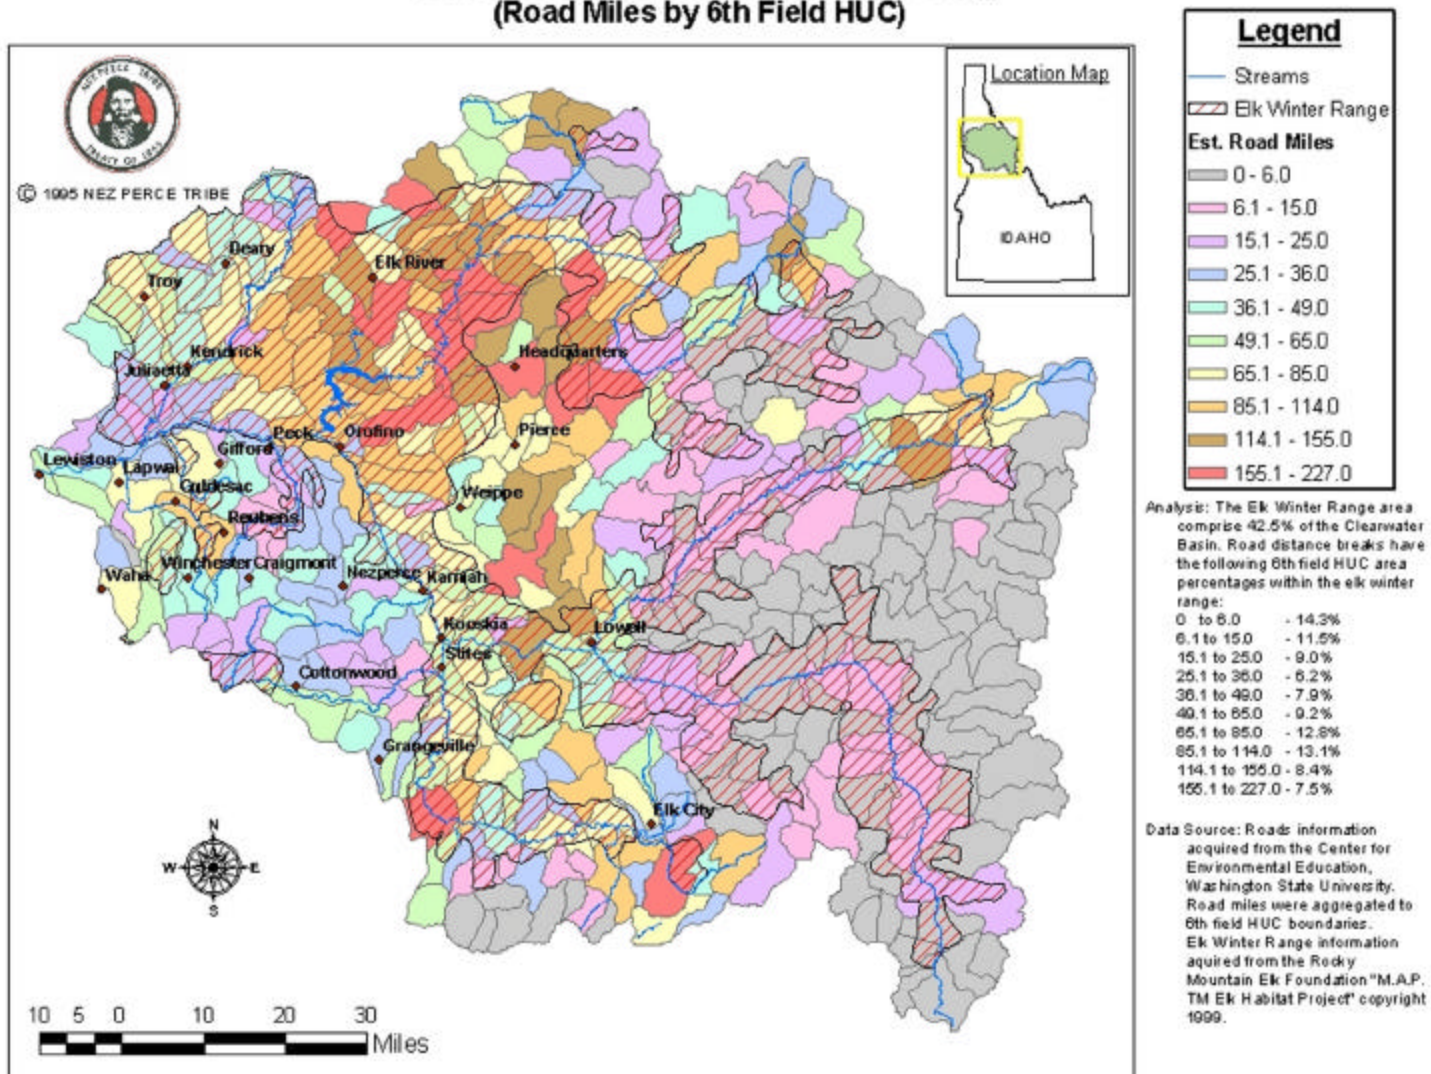 (Road Miles by 6th Field HUC)
NEZ PERCE TRIBE
TREATY OF 1855
© 1995 NEZ PERCE TRIBE
Location Map
IDAHO
Deary
Troy
Elk River
Kendrick
Juliaetta
Headquarters
Peck
Orofino
Pierce
Gifford
Lewiston
Lapwai
Culdesac
Weippe
Reubens
Winchester
Craigmont
Waha
Nezperce
Kamiah
Kooskia
Lowell
Stites
Cottonwood
Grangeville
Elk City
N
W
E
S
10 5 0 10 20 30
Miles
Legend
Streams
Elk Winter Range
Est. Road Miles
0 - 6.0
6.1 - 15.0
15.1 - 25.0
25.1 - 36.0
36.1 - 49.0
49.1 - 65.0
65.1 - 85.0
85.1 - 114.0
114.1 - 155.0
155.1 - 227.0
Analysis: The Elk Winter Range area
comprise 42.5% of the Clearwater
Basin. Road distance breaks have
the following 6th field HUC area
percentages within the elk winter
range:
0 to 6.0 - 14.3%
6.1 to 15.0 - 11.5%
15.1 to 25.0 - 9.0%
25.1 to 36.0 - 6.2%
36.1 to 49.0 - 7.9%
49.1 to 65.0 - 9.2%
65.1 to 85.0 - 12.8%
85.1 to 114.0 - 13.1%
114.1 to 155.0 - 8.4%
155.1 to 227.0 - 7.5%
Data Source: Roads information
acquired from the Center for
Environmental Education,
Washington State University.
Road miles were aggregated to
6th field HUC boundaries.
Elk Winter Range information
aquired from the Rocky
Mountain Elk Foundation "M.A.P.
TM Elk Habitat Project" copyright
1999.